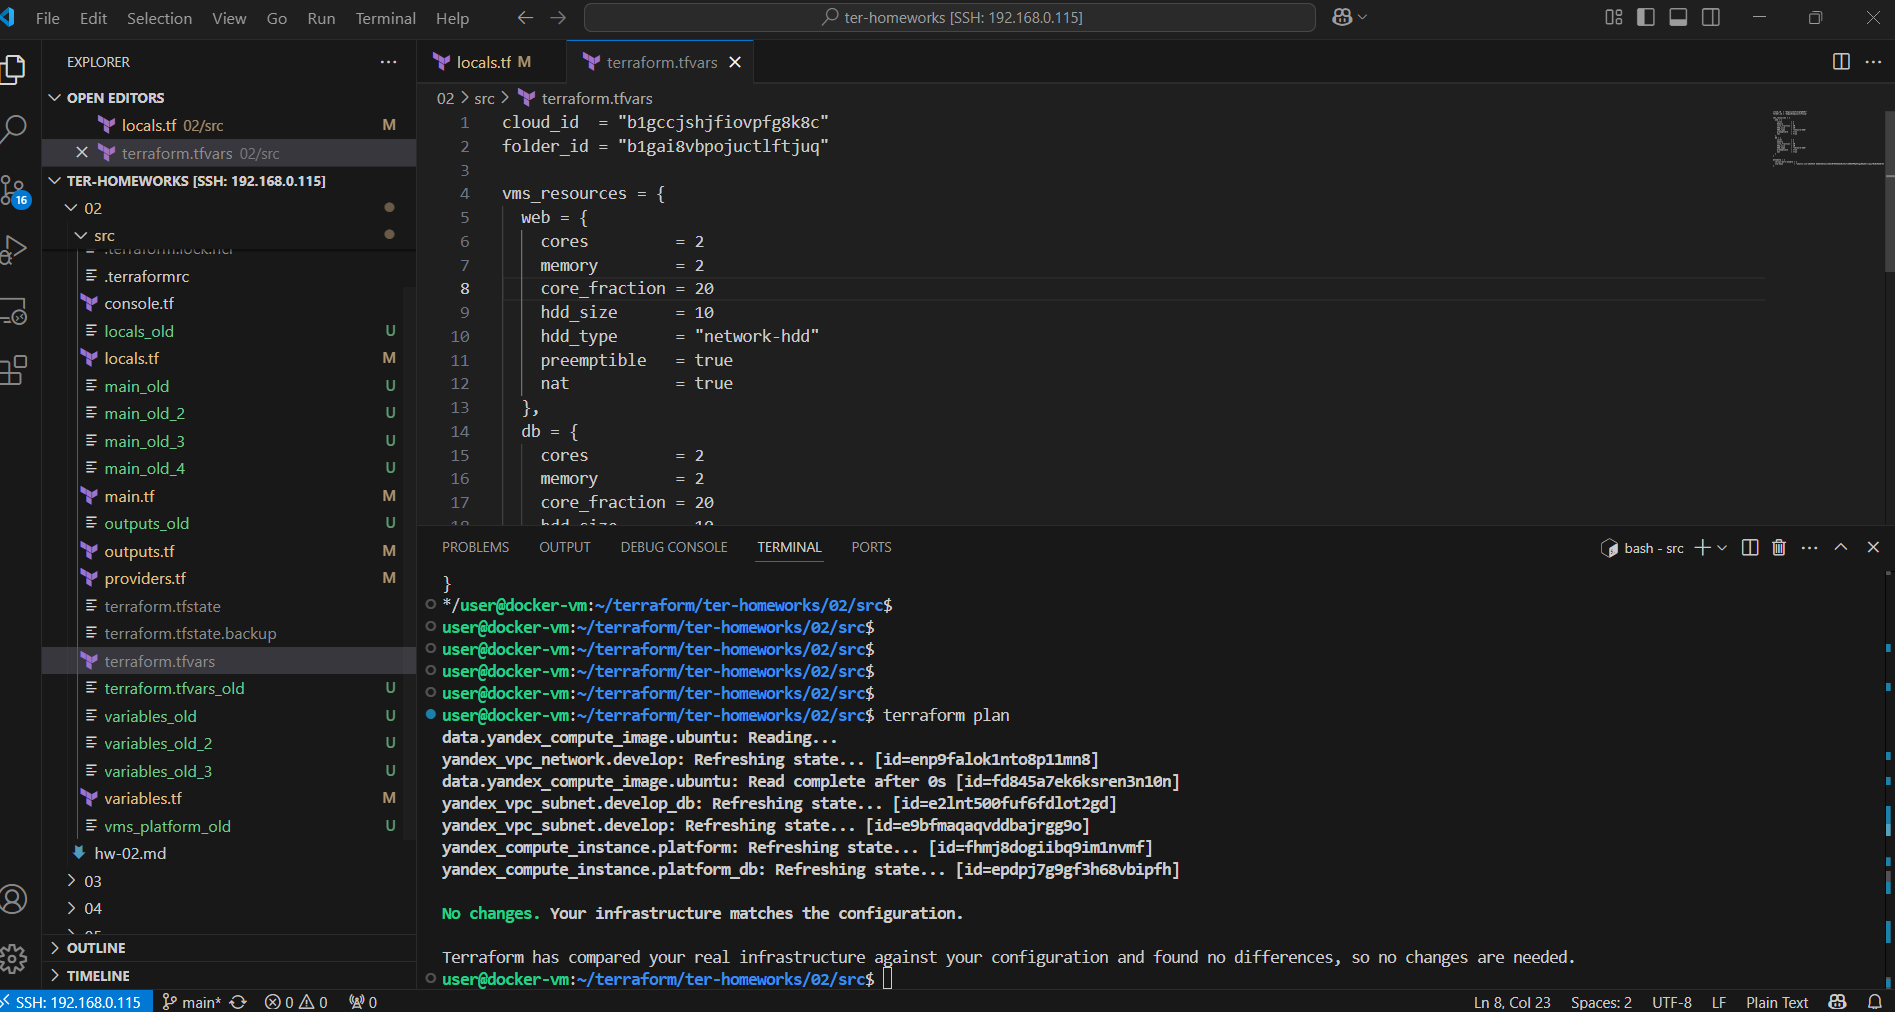 File Edit Selection View Go Run Terminal Help
ter-homeworks [SSH: 192.168.0.115]
EXPLORER
OPEN EDITORS
locals.tf 02/src M
terraform.tfvars 02/src
TER-HOMEWORKS [SSH: 192.168.0.115]
02
src
.terraform.lock.hcl
.terraformrc
console.tf
locals_old U
locals.tf M
main_old U
main_old_2 U
main_old_3 U
main_old_4 U
main.tf M
outputs_old U
outputs.tf M
providers.tf M
terraform.tfstate
terraform.tfstate.backup
terraform.tfvars
terraform.tfvars_old U
variables_old U
variables_old_2 U
variables_old_3 U
variables.tf M
vms_platform_old U
hw-02.md
03
04
05
OUTLINE
TIMELINE
16
locals.tf M
terraform.tfvars
02 > src > terraform.tfvars
1 cloud_id = "b1gccjshjfiovpfg8k8c"
2 folder_id = "b1gai8vbpojuctlftjuq"
3
4 vms_resources = {
5 web = {
6 cores = 2
7 memory = 2
8 core_fraction = 20
9 hdd_size = 10
10 hdd_type = "network-hdd"
11 preemptible = true
12 nat = true
13 },
14 db = {
15 cores = 2
16 memory = 2
17 core_fraction = 20
18 hdd_size = 10
PROBLEMS OUTPUT DEBUG CONSOLE TERMINAL PORTS
bash - src
}
*/user@docker-vm:~/terraform/ter-homeworks/02/src$
user@docker-vm:~/terraform/ter-homeworks/02/src$
user@docker-vm:~/terraform/ter-homeworks/02/src$
user@docker-vm:~/terraform/ter-homeworks/02/src$
user@docker-vm:~/terraform/ter-homeworks/02/src$
user@docker-vm:~/terraform/ter-homeworks/02/src$ terraform plan
data.yandex_compute_image.ubuntu: Reading...
yandex_vpc_network.develop: Refreshing state... [id=enp9falok1nto8p11mn8]
data.yandex_compute_image.ubuntu: Read complete after 0s [id=fd845a7ek6ksren3n10n]
yandex_vpc_subnet.develop_db: Refreshing state... [id=e2lnt500fuf6fdlot2gd]
yandex_vpc_subnet.develop: Refreshing state... [id=e9bfmaqaqvddbajrgg9o]
yandex_compute_instance.platform: Refreshing state... [id=fhmj8dogiibq9im1nvmf]
yandex_compute_instance.platform_db: Refreshing state... [id=epdpj7g9gf3h68vbipfh]
No changes. Your infrastructure matches the configuration.
Terraform has compared your real infrastructure against your configuration and found no differences, so no changes are needed.
user@docker-vm:~/terraform/ter-homeworks/02/src$
SSH: 192.168.0.115 main* 0 0 0
Ln 8, Col 23 Spaces: 2 UTF-8 LF Plain Text